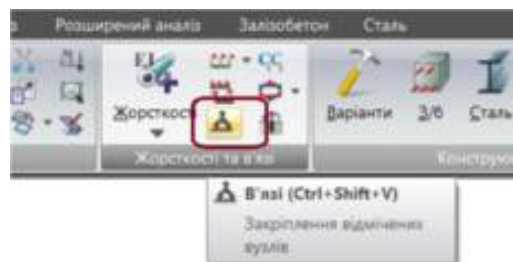 Розширений аналіз Залізобетон Сталь
Жорсткості
Варіанти З/б Сталь
Жорсткості та в'язі
В'язі (Ctrl+Shift+V)
Закріплення відмічених
вузлів